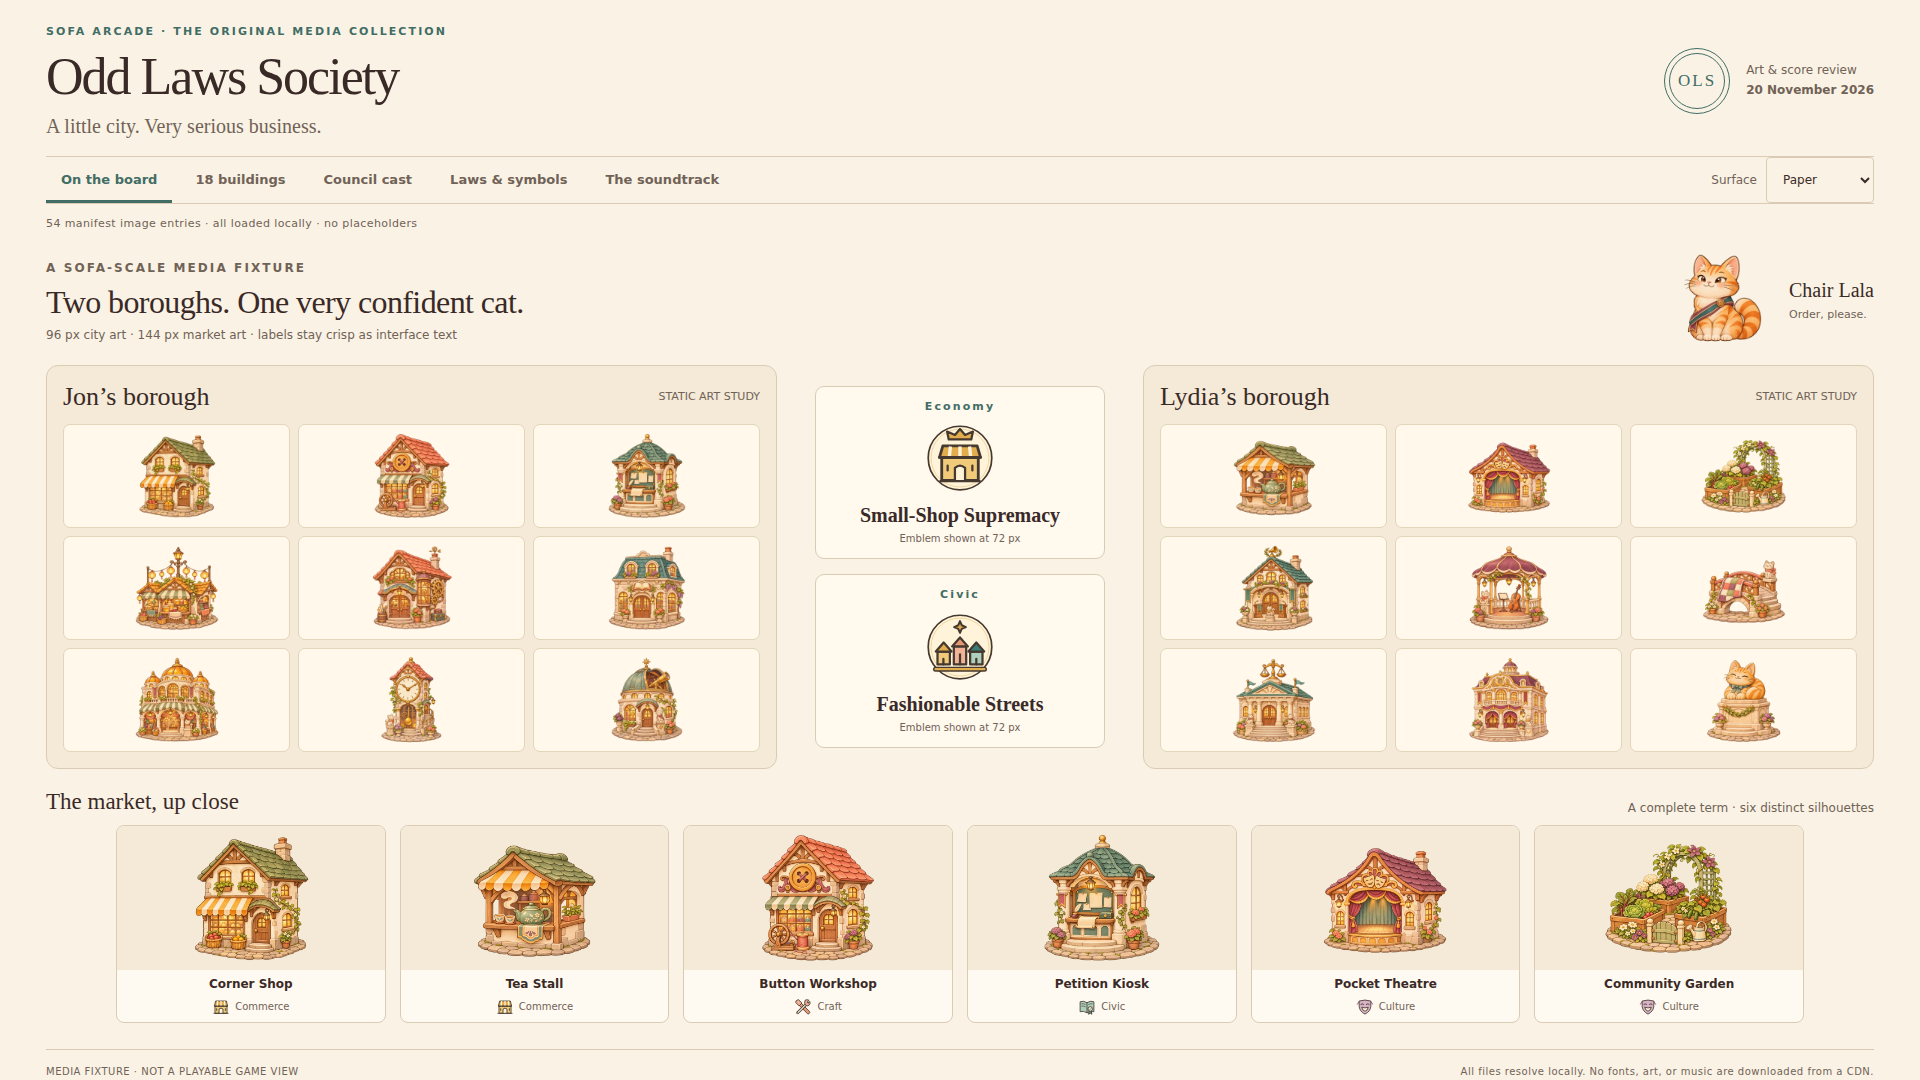 SOFA ARCADE · THE ORIGINAL MEDIA COLLECTION
Odd Laws Society
A little city. Very serious business.
OLS
Art & score review
20 November 2026
On the board
18 buildings
Council cast
Laws & symbols
The soundtrack
Surface
Paper
54 manifest image entries · all loaded locally · no placeholders
A SOFA-SCALE MEDIA FIXTURE
Two boroughs. One very confident cat.
96 px city art · 144 px market art · labels stay crisp as interface text
Chair Lala
Order, please.
Jon’s borough
STATIC ART STUDY
Economy
Small-Shop Supremacy
Emblem shown at 72 px
Civic
Fashionable Streets
Emblem shown at 72 px
Lydia’s borough
STATIC ART STUDY
The market, up close
A complete term · six distinct silhouettes
Corner Shop
Commerce
Tea Stall
Commerce
Button Workshop
Craft
Petition Kiosk
Civic
Pocket Theatre
Culture
Community Garden
Culture
MEDIA FIXTURE · NOT A PLAYABLE GAME VIEW
All files resolve locally. No fonts, art, or music are downloaded from a CDN.